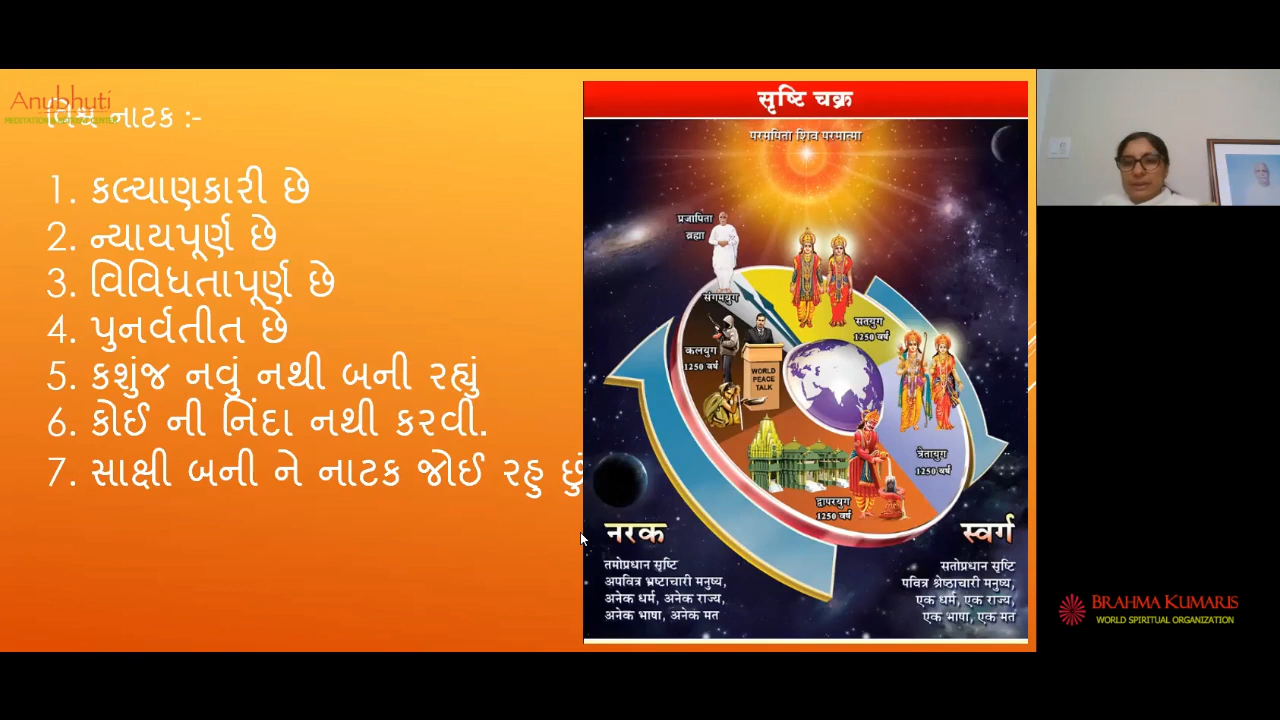 Anubhuti
MEDITATION & RETREAT CENTER
વિશ્વ નાટક :-
1. કલ્યાણકારી છે
2. ન્યાયપૂર્ણ છે
3. વિવિધતાપૂર્ણ છે
4. પુનર્વતીત છે
5. કશુંજ નવું નથી બની રહ્યું
6. કોઈ ની નિંદા નથી કરવી.
7. સાક્ષી બની ને નાટક જોઈ રહુ છું
सृष्टि चक्र
परमपिता शिव परमात्मा
प्रजापिता
ब्रह्मा
संगमयुग
सतयुग
1250 वर्ष
कलयुग
1250 वर्ष
WORLD
PEACE
TALK
त्रेतायुग
1250 वर्ष
द्वापरयुग
1250 वर्ष
नरक
तमोप्रधान सृष्टि
अपवित्र भ्रष्टाचारी मनुष्य,
अनेक धर्म, अनेक राज्य,
अनेक भाषा, अनेक मत
स्वर्ग
सतोप्रधान सृष्टि
पवित्र श्रेष्ठाचारी मनुष्य,
एक धर्म, एक राज्य,
एक भाषा, एक मत
BRAHMA KUMARIS
WORLD SPIRITUAL ORGANIZATION